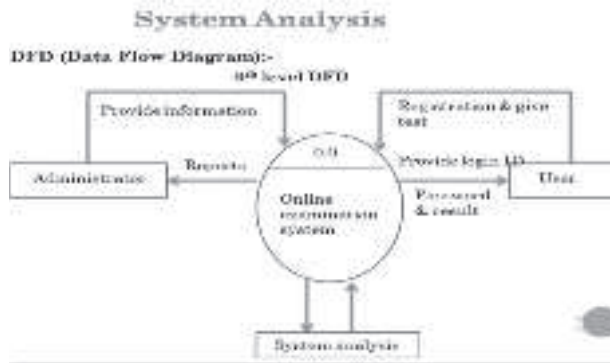 System Analysis
DFD (Data Flow Diagram):-
0th level DFD
Provide information
Registration & give
test
0.0
Reports
Provide login ID
Administrator
User
Online
examination
system
Password
& result
System analysis